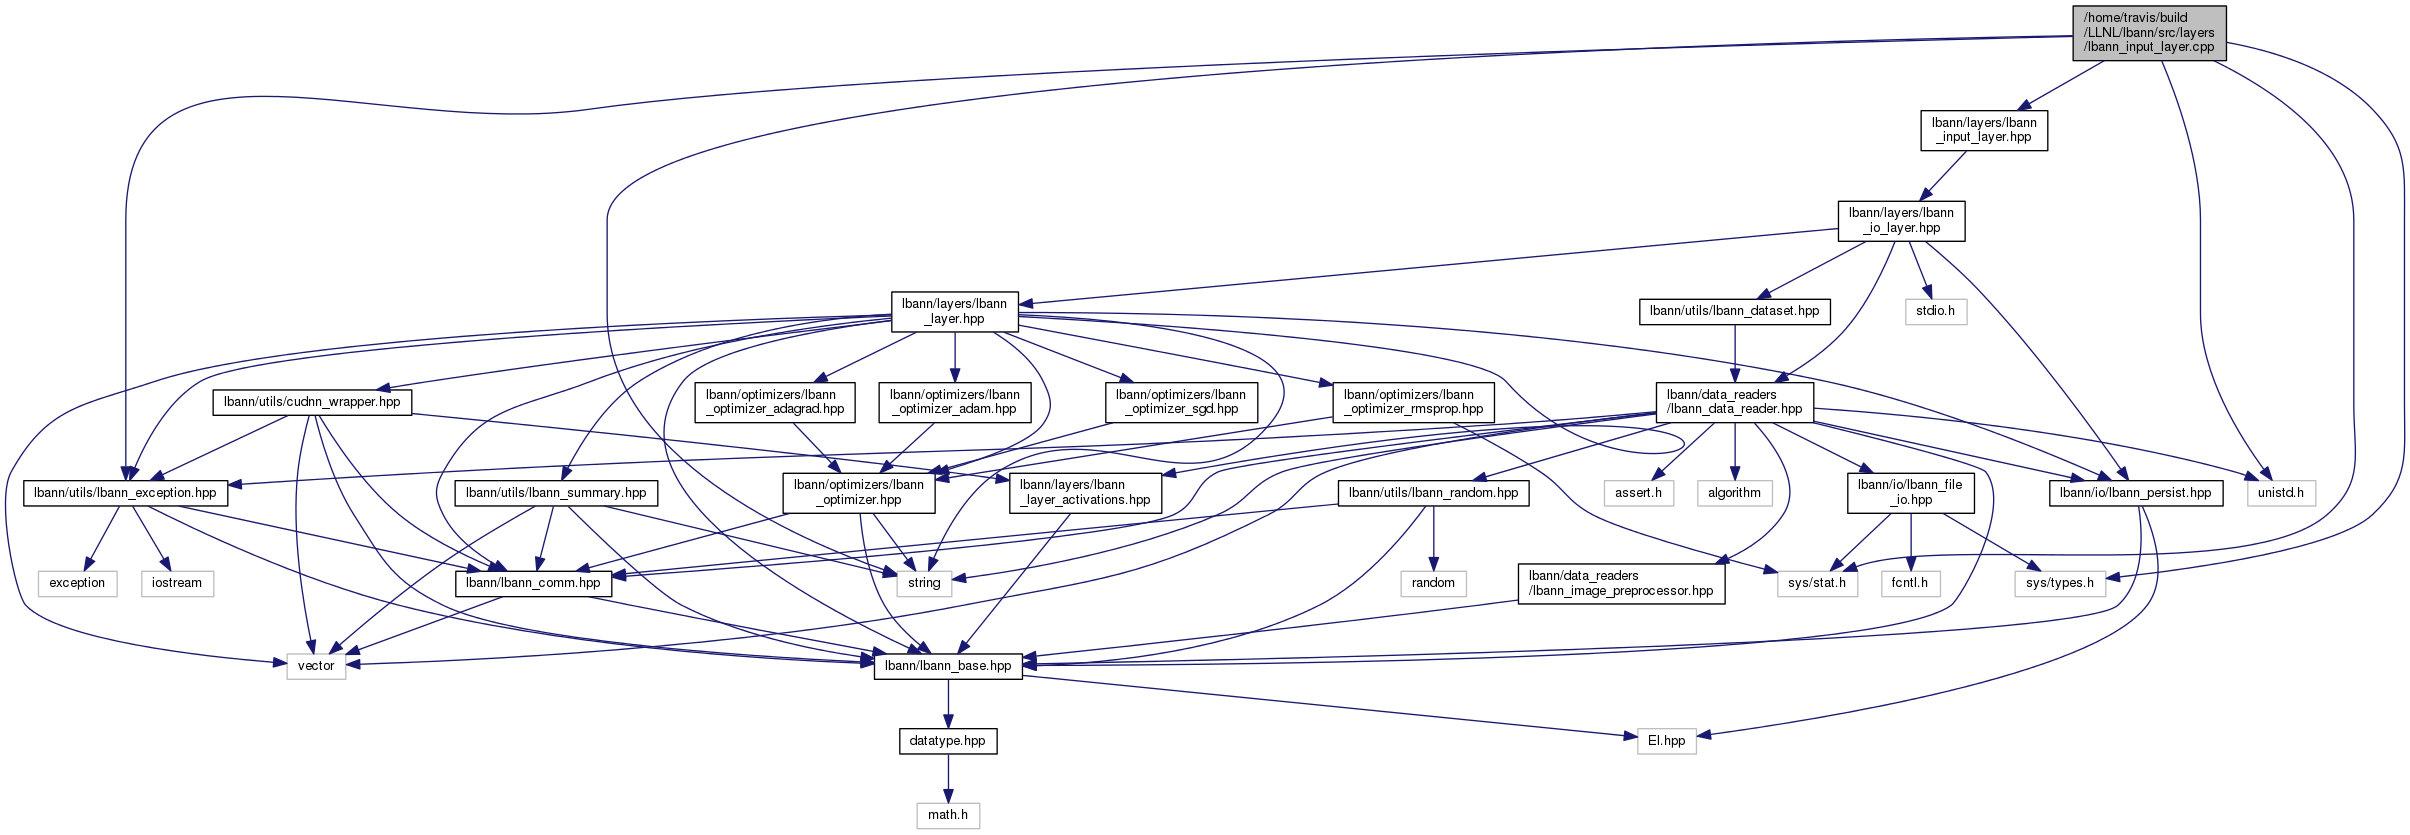 /home/travis/build
/LLNL/lbann/src/layers
/lbann_input_layer.cpp
lbann/layers/lbann
_input_layer.hpp
lbann/layers/lbann
_io_layer.hpp
lbann/layers/lbann
_layer.hpp
lbann/utils/lbann_dataset.hpp
stdio.h
lbann/utils/cudnn_wrapper.hpp
lbann/optimizers/lbann
_optimizer_adagrad.hpp
lbann/optimizers/lbann
_optimizer_adam.hpp
lbann/optimizers/lbann
_optimizer_sgd.hpp
lbann/optimizers/lbann
_optimizer_rmsprop.hpp
lbann/data_readers
/lbann_data_reader.hpp
lbann/utils/lbann_exception.hpp
lbann/utils/lbann_summary.hpp
lbann/optimizers/lbann
_optimizer.hpp
lbann/layers/lbann
_layer_activations.hpp
lbann/utils/lbann_random.hpp
assert.h
algorithm
lbann/io/lbann_file
_io.hpp
lbann/io/lbann_persist.hpp
unistd.h
exception
iostream
lbann/lbann_comm.hpp
string
random
lbann/data_readers
/lbann_image_preprocessor.hpp
sys/stat.h
fcntl.h
sys/types.h
vector
lbann/lbann_base.hpp
datatype.hpp
El.hpp
math.h